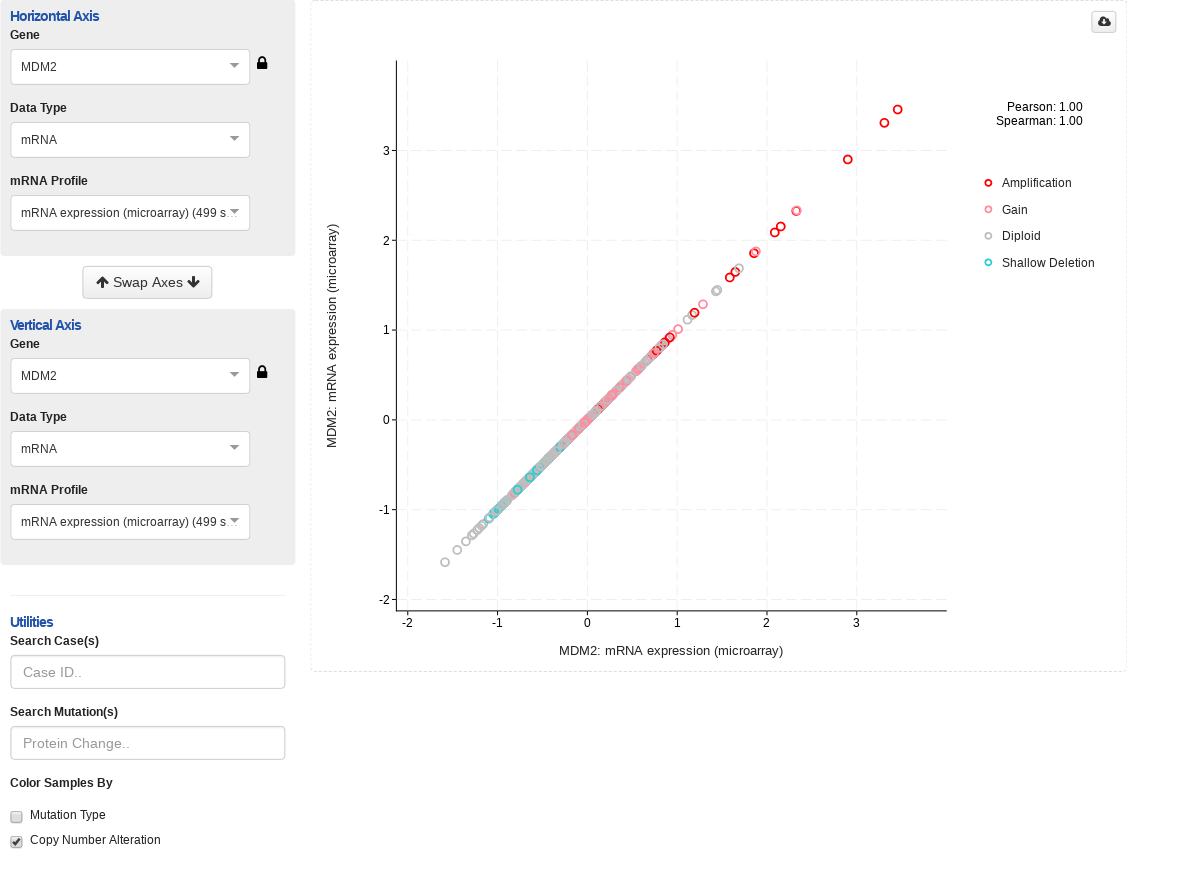 Horizontal Axis
Gene
MDM2
Data Type
mRNA
mRNA Profile
mRNA expression (microarray) (499 s...
Swap Axes
Vertical Axis
Gene
MDM2
Data Type
mRNA
mRNA Profile
mRNA expression (microarray) (499 s...
Utilities
Search Case(s)
Case ID..
Search Mutation(s)
Protein Change..
Color Samples By
Mutation Type
Copy Number Alteration
MDM2: mRNA expression (microarray)
3
2
1
0
-1
-2
-2 -1 0 1 2 3
MDM2: mRNA expression (microarray)
Pearson: 1.00
Spearman: 1.00
Amplification
Gain
Diploid
Shallow Deletion